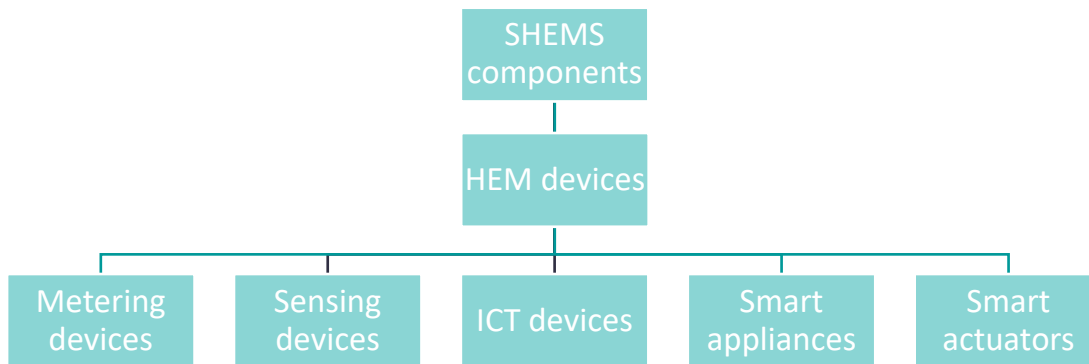 SHEMS
components
HEM devices
Metering
devices
Sensing
devices
ICT devices
Smart
appliances
Smart
actuators